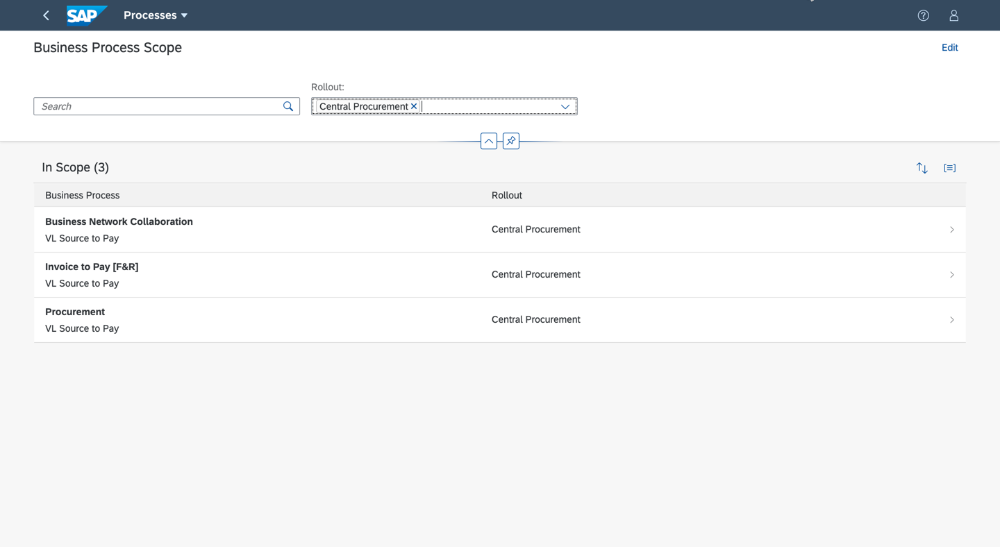 SAP Processes
Business Process Scope
Edit
Rollout:
Search
Central Procurement
In Scope (3)
Business Process Rollout
Business Network Collaboration
VL Source to Pay
Central Procurement
Invoice to Pay [F&R]
VL Source to Pay
Central Procurement
Procurement
VL Source to Pay
Central Procurement